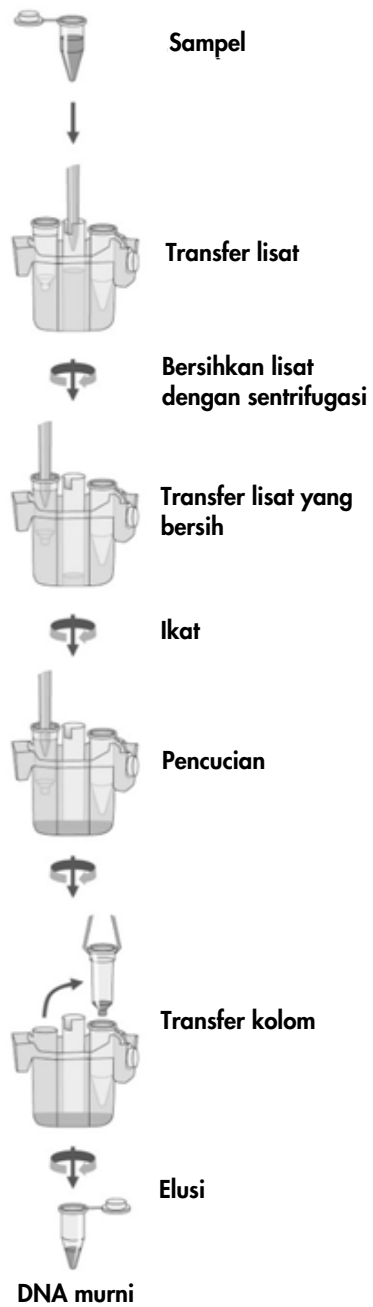 Sampel
Transfer lisat
Bersihkan lisat
dengan sentrifugasi
Transfer lisat yang
bersih
Ikat
Pencucian
Transfer kolom
Elusi
DNA murni